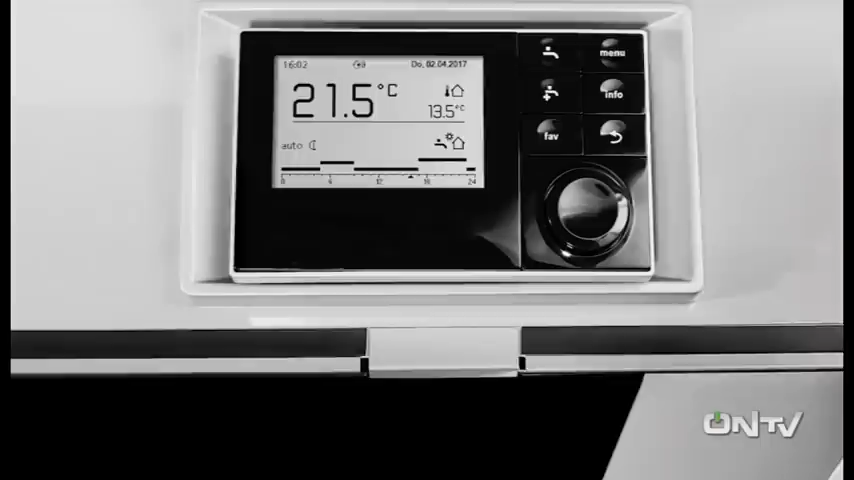 16:02 Do, 02.04.2017
21.5°C
13.5°C
auto
0 6 12 18 24
menu
info
fav
ONTV